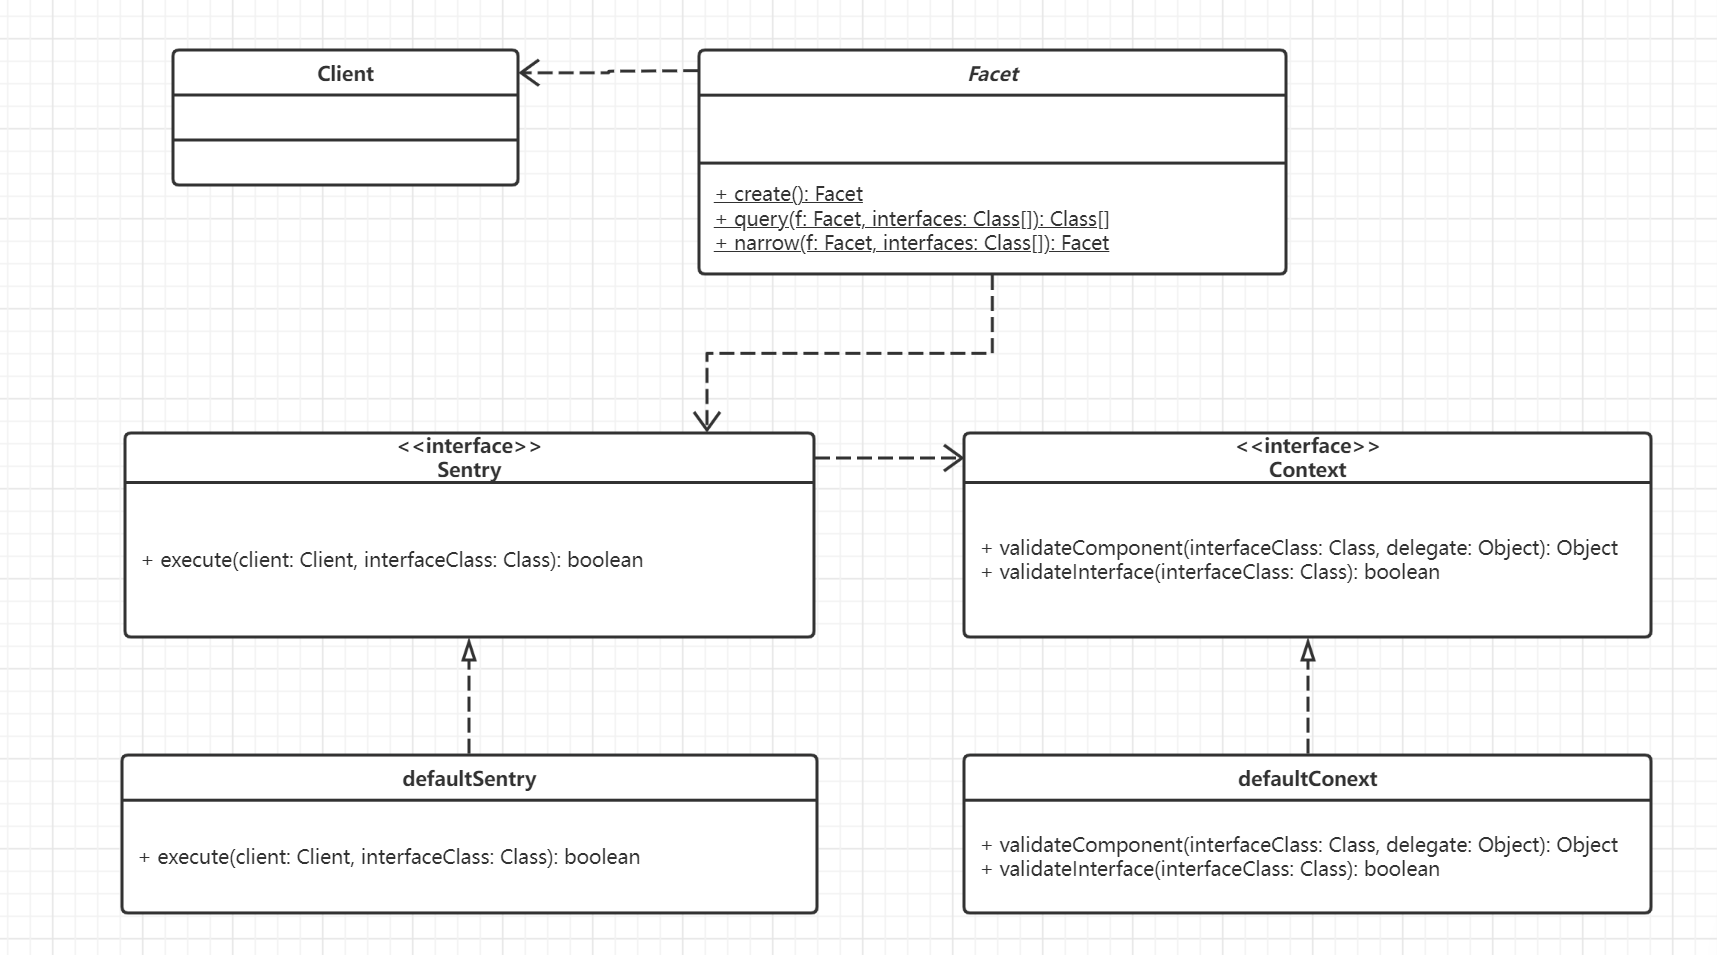 Client
Facet
+ create(): Facet
+ query(f: Facet, interfaces: Class[]): Class[]
+ narrow(f: Facet, interfaces: Class[]): Facet
<<interface>>
Sentry
+ execute(client: Client, interfaceClass: Class): boolean
<<interface>>
Context
+ validateComponent(interfaceClass: Class, delegate: Object): Object
+ validateInterface(interfaceClass: Class): boolean
defaultSentry
+ execute(client: Client, interfaceClass: Class): boolean
defaultConext
+ validateComponent(interfaceClass: Class, delegate: Object): Object
+ validateInterface(interfaceClass: Class): boolean